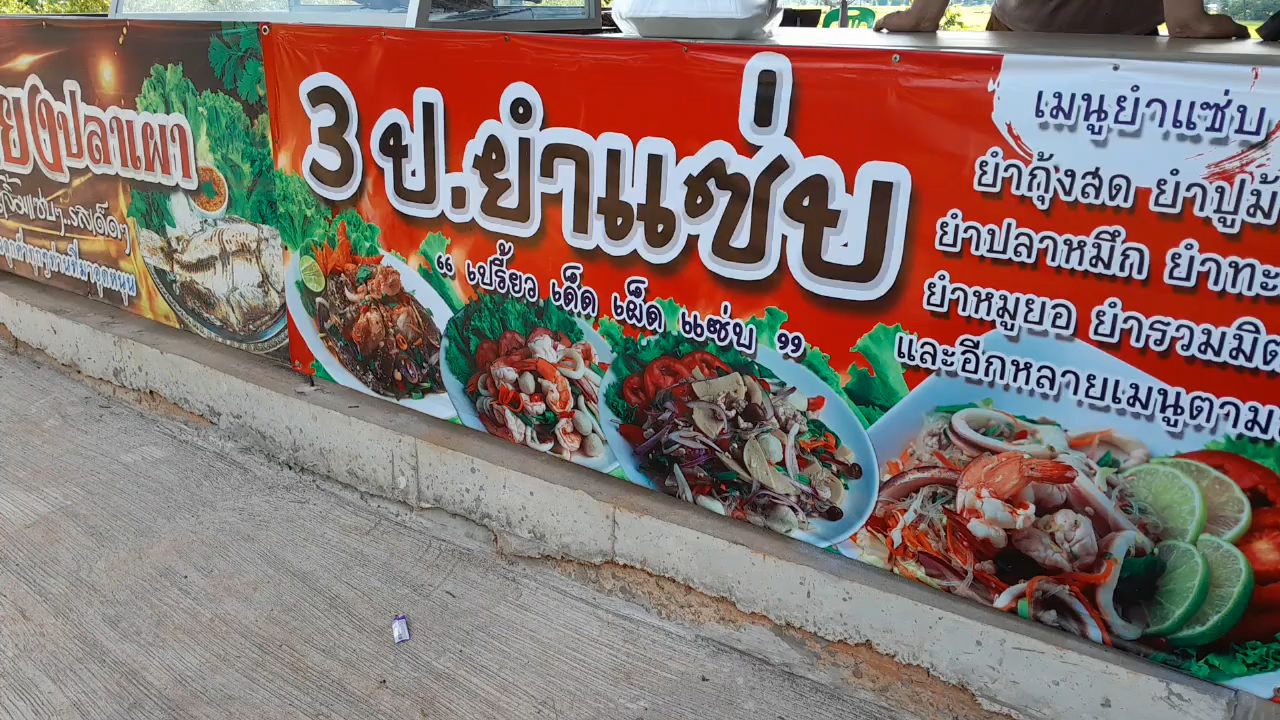 ปลาเผา
3 ป.ยำแซ่บ
“ เปรี้ยว เด็ด เผ็ด แซ่บ ”
เมนูยำแซ่บ
ยำกุ้งสด ยำปูม้
ยำปลาหมึก ยำทะ
ยำหมูยอ ยำรวมมิต
และอีกหลายเมนูตาม